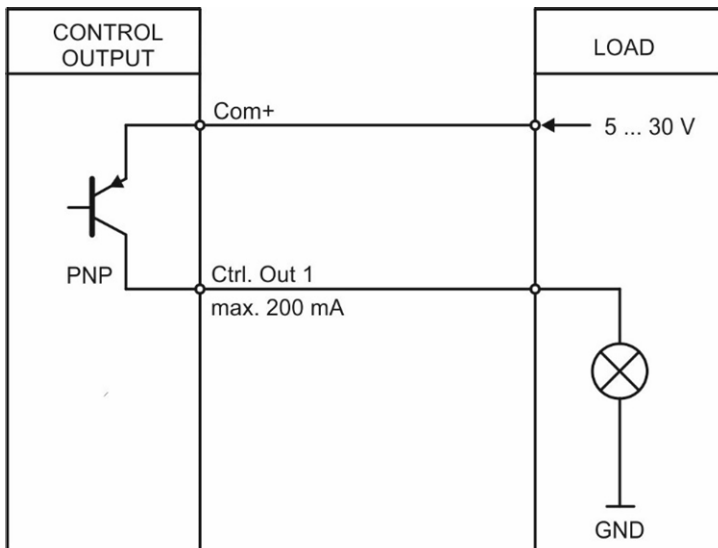 CONTROL
OUTPUT
LOAD
Com+
5 ... 30 V
PNP
Ctrl. Out 1
max. 200 mA
GND